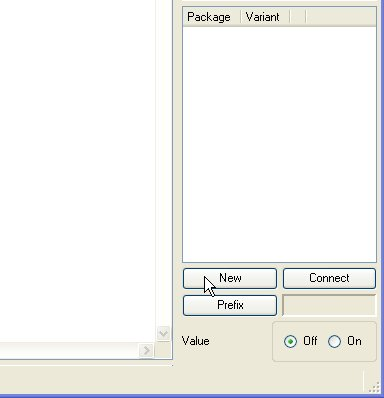 Package Variant
New Connect
Prefix
Value Off On